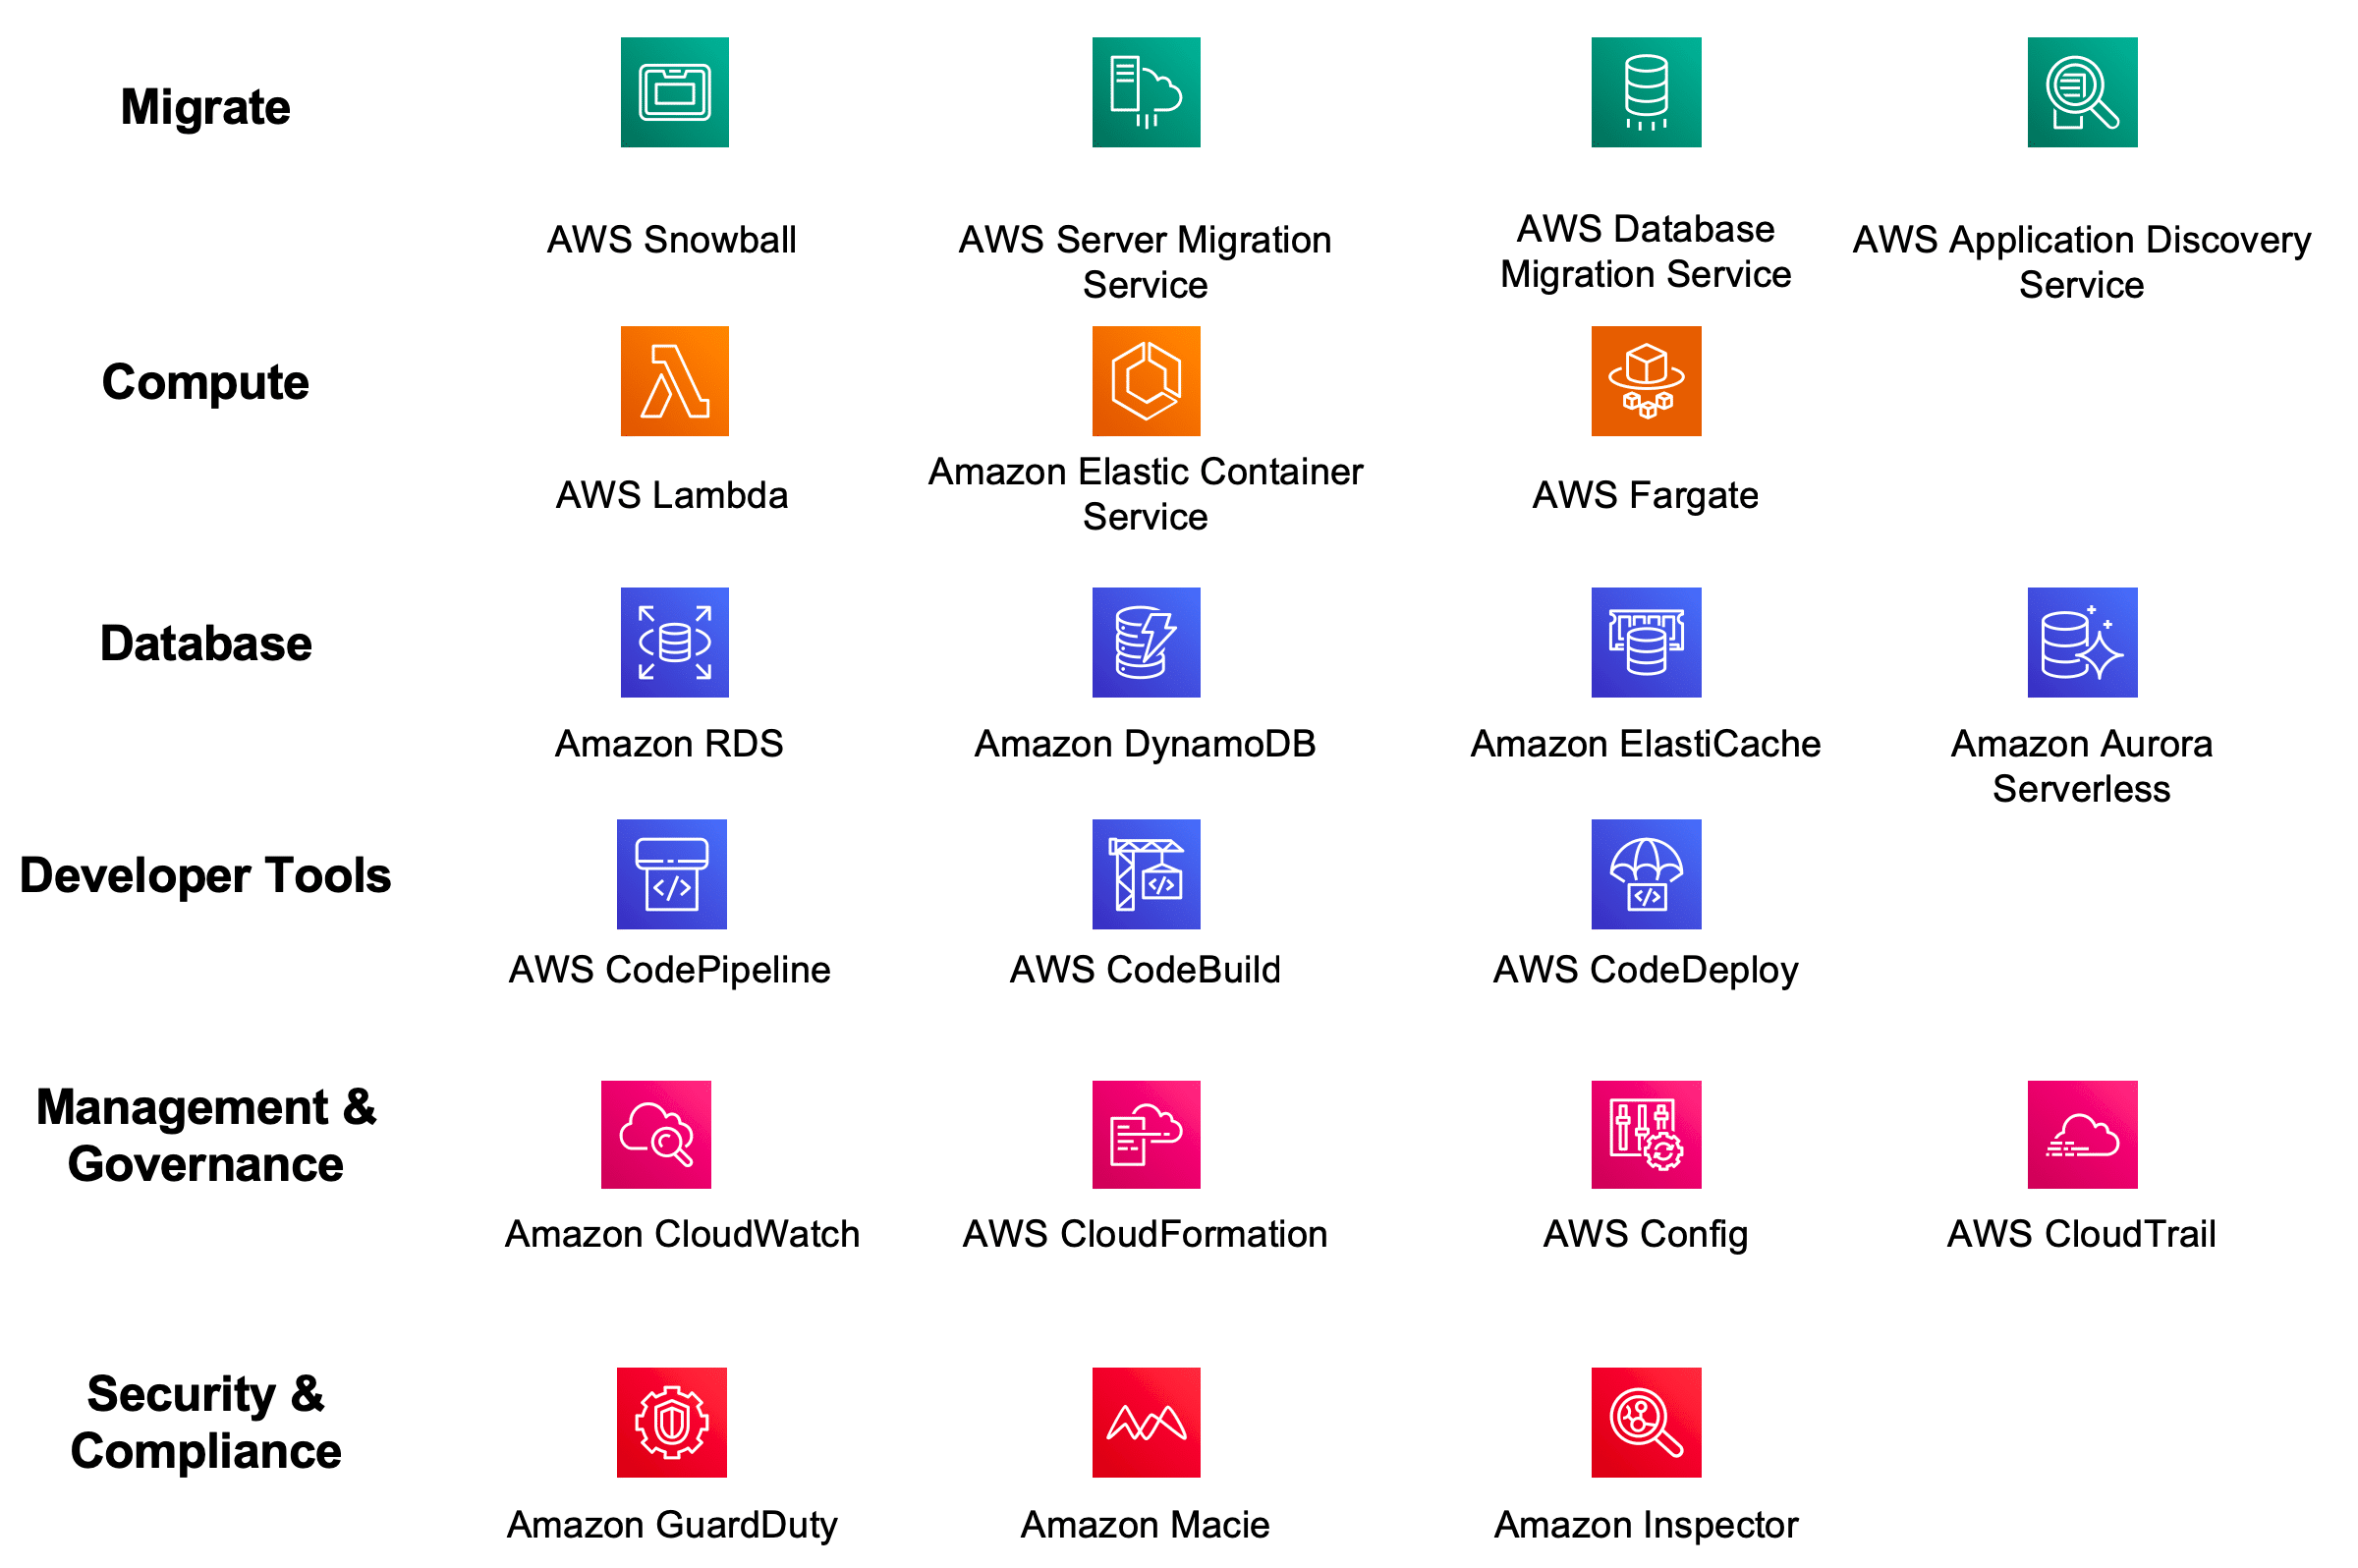 Migrate
AWS Snowball
AWS Server Migration
Service
AWS Database
Migration Service
AWS Application Discovery
Service
Compute
AWS Lambda
Amazon Elastic Container
Service
AWS Fargate
Database
Amazon RDS
Amazon DynamoDB
Amazon ElastiCache
Amazon Aurora
Serverless
Developer Tools
AWS CodePipeline
AWS CodeBuild
AWS CodeDeploy
Management &
Governance
Amazon CloudWatch
AWS CloudFormation
AWS Config
AWS CloudTrail
Security &
Compliance
Amazon GuardDuty
Amazon Macie
Amazon Inspector